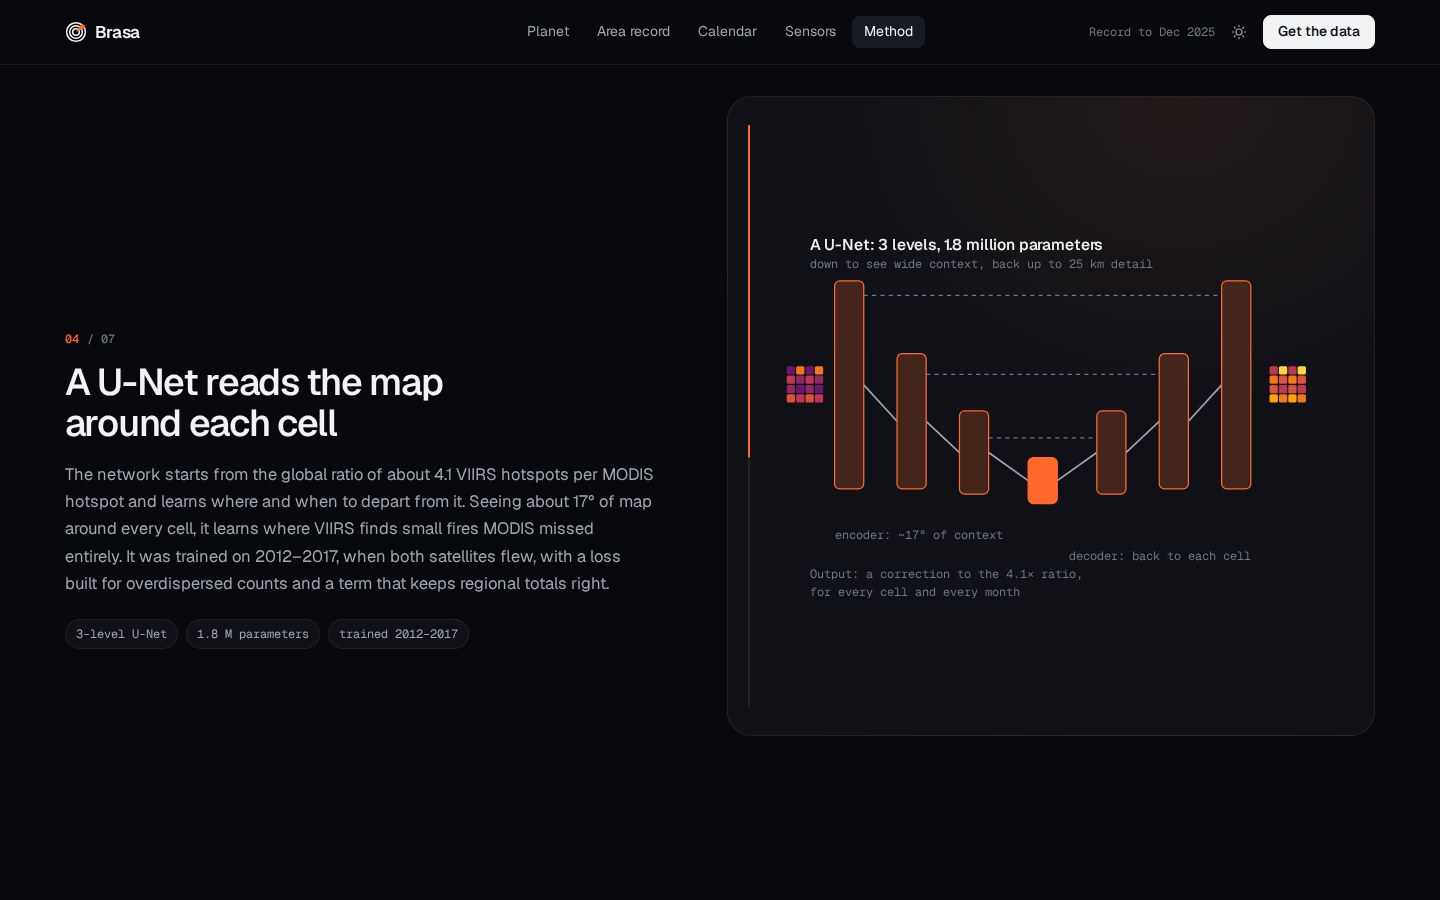 Brasa
Planet
Area record
Calendar
Sensors
Method
Record to Dec 2025
Get the data
04 / 07
A U-Net reads the map
around each cell
The network starts from the global ratio of about 4.1 VIIRS hotspots per MODIS
hotspot and learns where and when to depart from it. Seeing about 17° of map
around every cell, it learns where VIIRS finds small fires MODIS missed
entirely. It was trained on 2012–2017, when both satellites flew, with a loss
built for overdispersed counts and a term that keeps regional totals right.
3-level U-Net
1.8 M parameters
trained 2012–2017
A U-Net: 3 levels, 1.8 million parameters
down to see wide context, back up to 25 km detail
encoder: ~17° of context
decoder: back to each cell
Output: a correction to the 4.1× ratio,
for every cell and every month